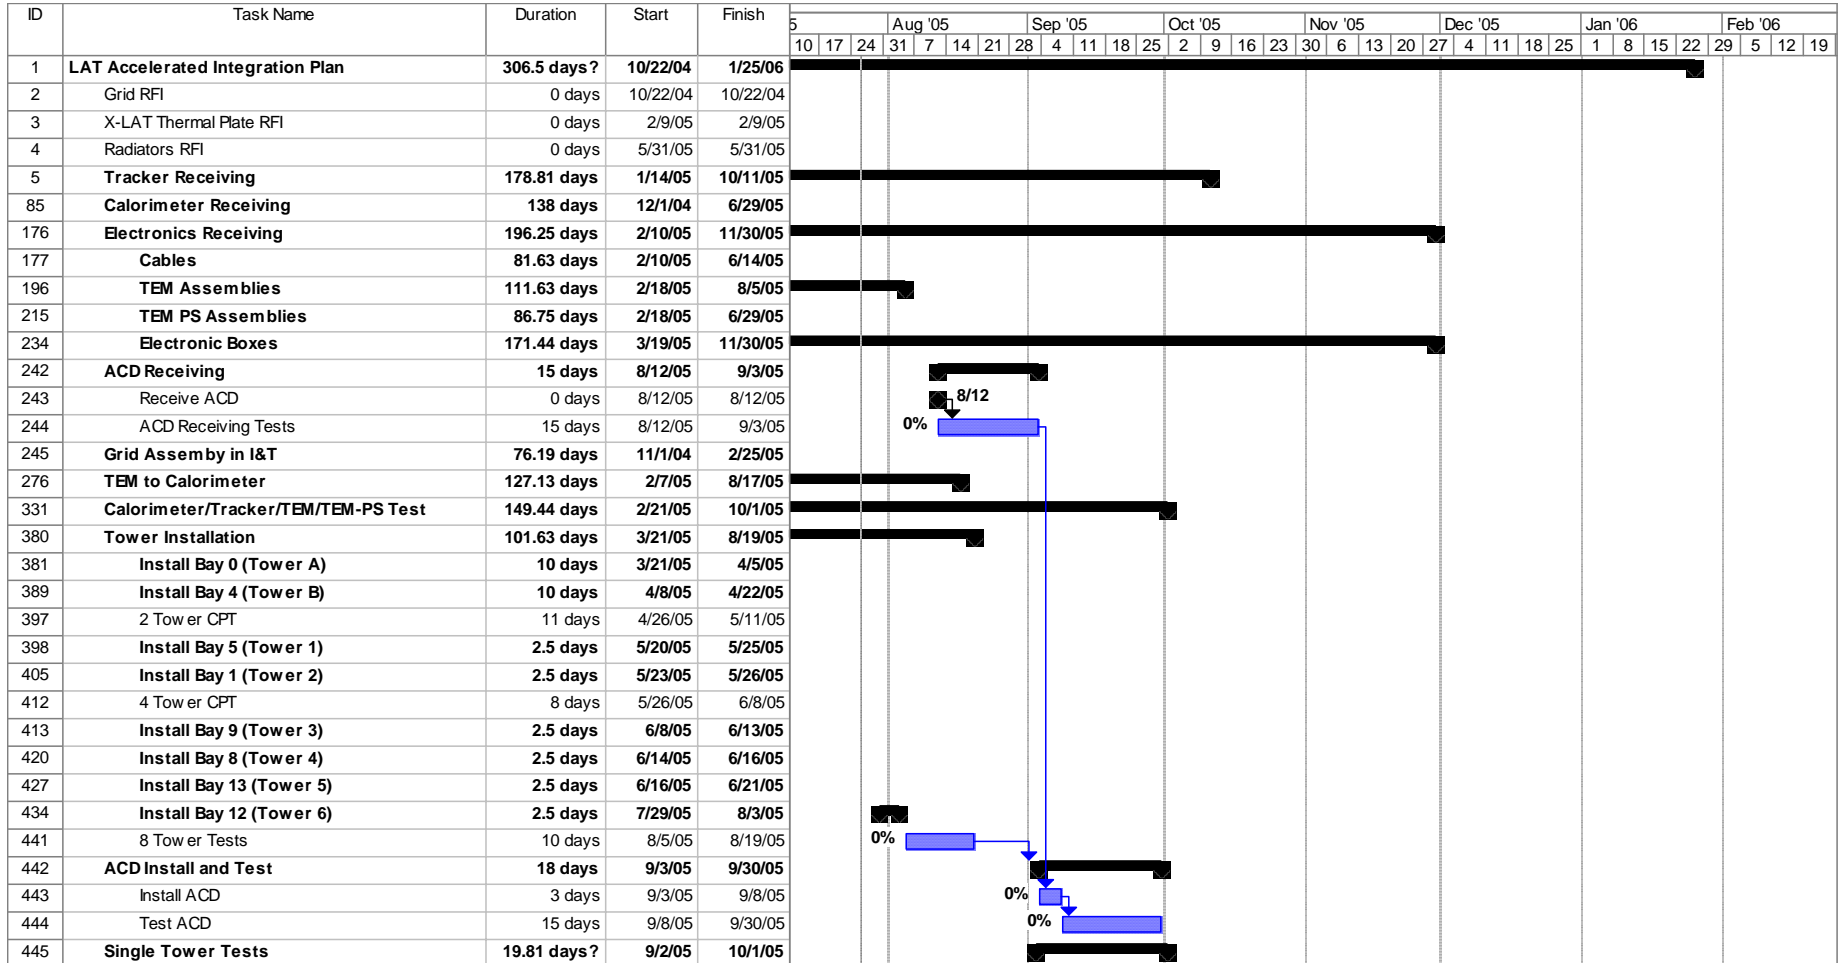 ID Task Name Duration Start Finish
5 Aug '05 Sep '05 Oct '05 Nov '05 Dec '05 Jan '06 Feb '06
10 17 24 31 7 14 21 28 4 11 18 25 2 9 16 23 30 6 13 20 27 4 11 18 25 1 8 15 22 29 5 12 19
1 LAT Accelerated Integration Plan 306.5 days? 10/22/04 1/25/06
2 Grid RFI 0 days 10/22/04 10/22/04
3 X-LAT Thermal Plate RFI 0 days 2/9/05 2/9/05
4 Radiators RFI 0 days 5/31/05 5/31/05
5 Tracker Receiving 178.81 days 1/14/05 10/11/05
85 Calorimeter Receiving 138 days 12/1/04 6/29/05
176 Electronics Receiving 196.25 days 2/10/05 11/30/05
177 Cables 81.63 days 2/10/05 6/14/05
196 TEM Assemblies 111.63 days 2/18/05 8/5/05
215 TEM PS Assemblies 86.75 days 2/18/05 6/29/05
234 Electronic Boxes 171.44 days 3/19/05 11/30/05
242 ACD Receiving 15 days 8/12/05 9/3/05
243 Receive ACD 0 days 8/12/05 8/12/05 8/12
244 ACD Receiving Tests 15 days 8/12/05 9/3/05 0%
245 Grid Assemby in I&T 76.19 days 11/1/04 2/25/05
276 TEM to Calorimeter 127.13 days 2/7/05 8/17/05
331 Calorimeter/Tracker/TEM/TEM-PS Test 149.44 days 2/21/05 10/1/05
380 Tower Installation 101.63 days 3/21/05 8/19/05
381 Install Bay 0 (Tower A) 10 days 3/21/05 4/5/05
389 Install Bay 4 (Tower B) 10 days 4/8/05 4/22/05
397 2 Tower CPT 11 days 4/26/05 5/11/05
398 Install Bay 5 (Tower 1) 2.5 days 5/20/05 5/25/05
405 Install Bay 1 (Tower 2) 2.5 days 5/23/05 5/26/05
412 4 Tower CPT 8 days 5/26/05 6/8/05
413 Install Bay 9 (Tower 3) 2.5 days 6/8/05 6/13/05
420 Install Bay 8 (Tower 4) 2.5 days 6/14/05 6/16/05
427 Install Bay 13 (Tower 5) 2.5 days 6/16/05 6/21/05
434 Install Bay 12 (Tower 6) 2.5 days 7/29/05 8/3/05
441 8 Tower Tests 10 days 8/5/05 8/19/05 0%
442 ACD Install and Test 18 days 9/3/05 9/30/05
443 Install ACD 3 days 9/3/05 9/8/05 0%
444 Test ACD 15 days 9/8/05 9/30/05 0%
445 Single Tower Tests 19.81 days? 9/2/05 10/1/05